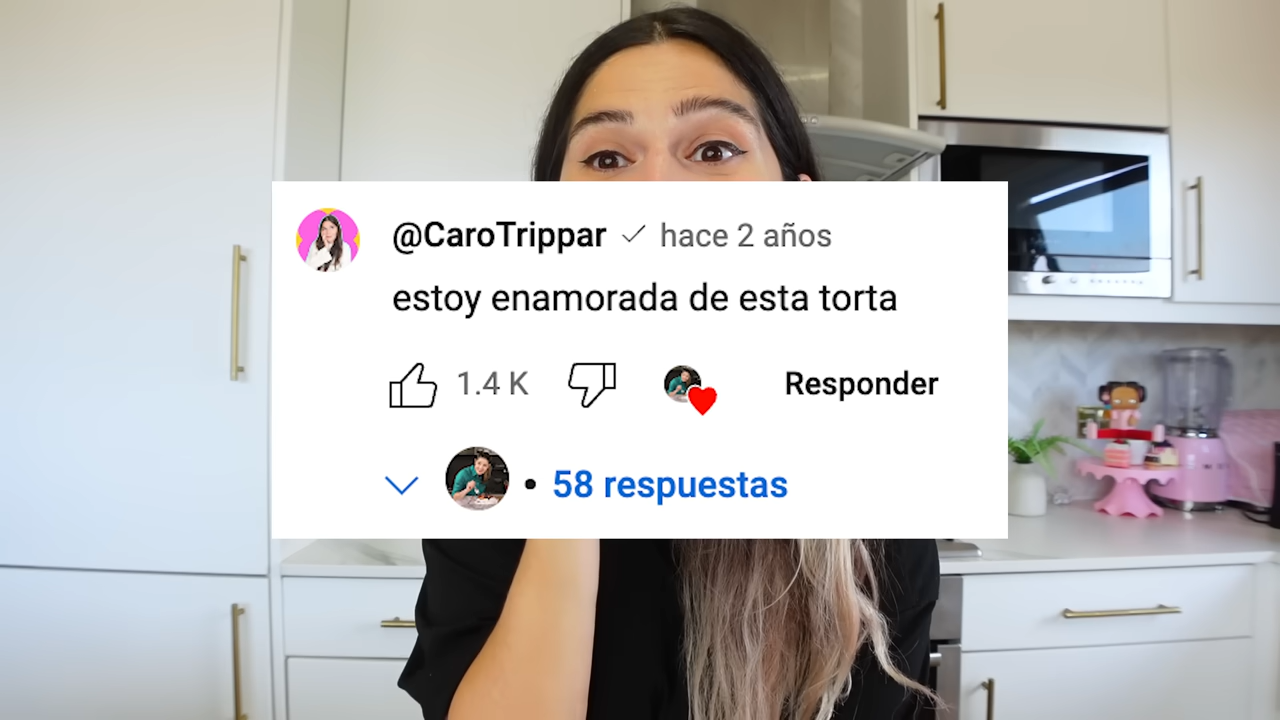 @CaroTrippar ✓ hace 2 años
estoy enamorada de esta torta
1.4 K Responder
• 58 respuestas